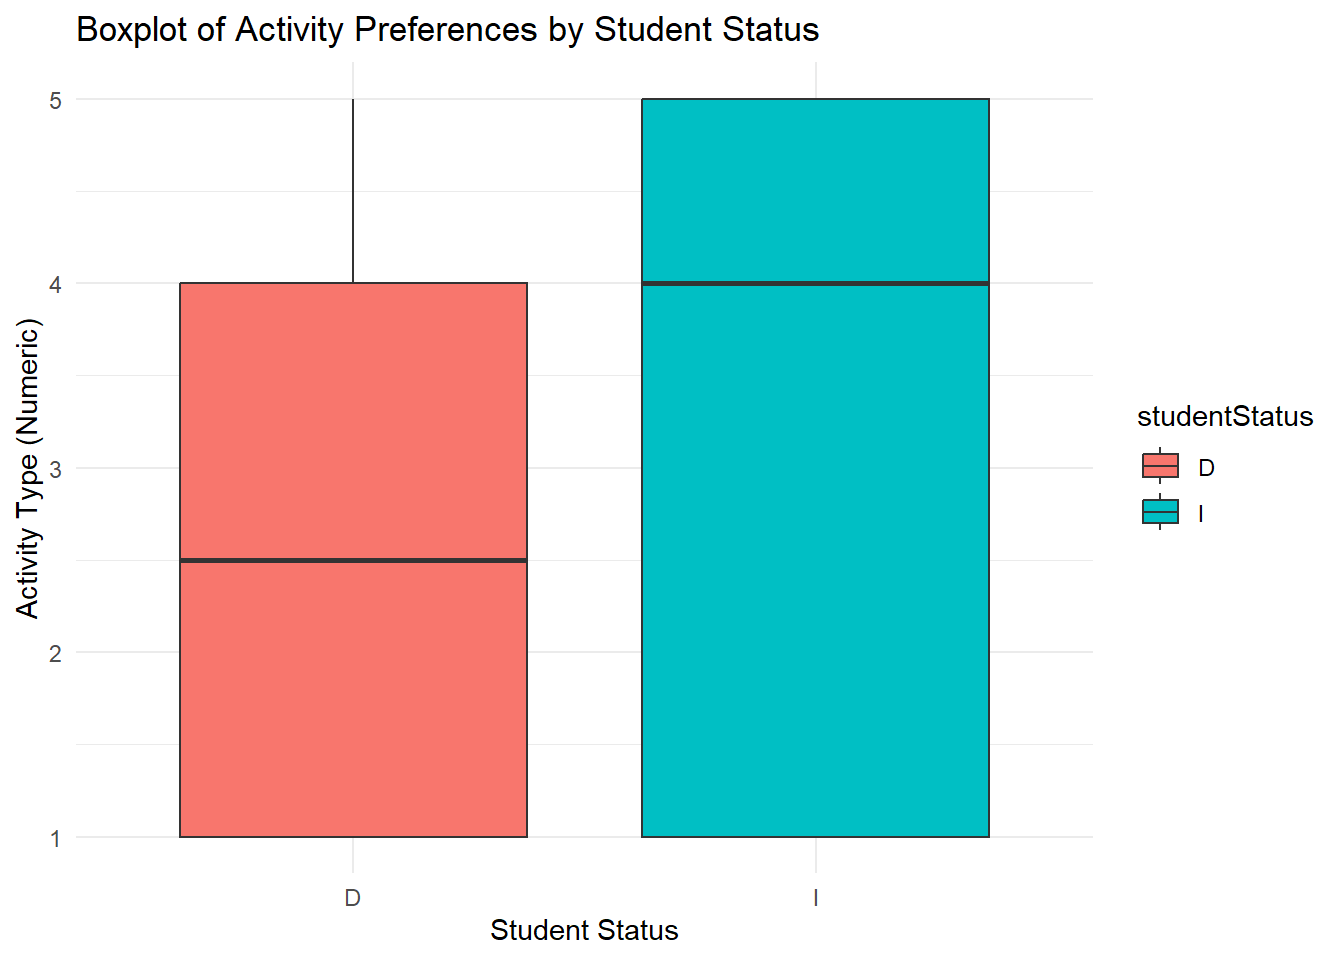 Boxplot of Activity Preferences by Student Status
5
4
3
2
1
Activity Type (Numeric)
D
I
Student Status
studentStatus
D
I